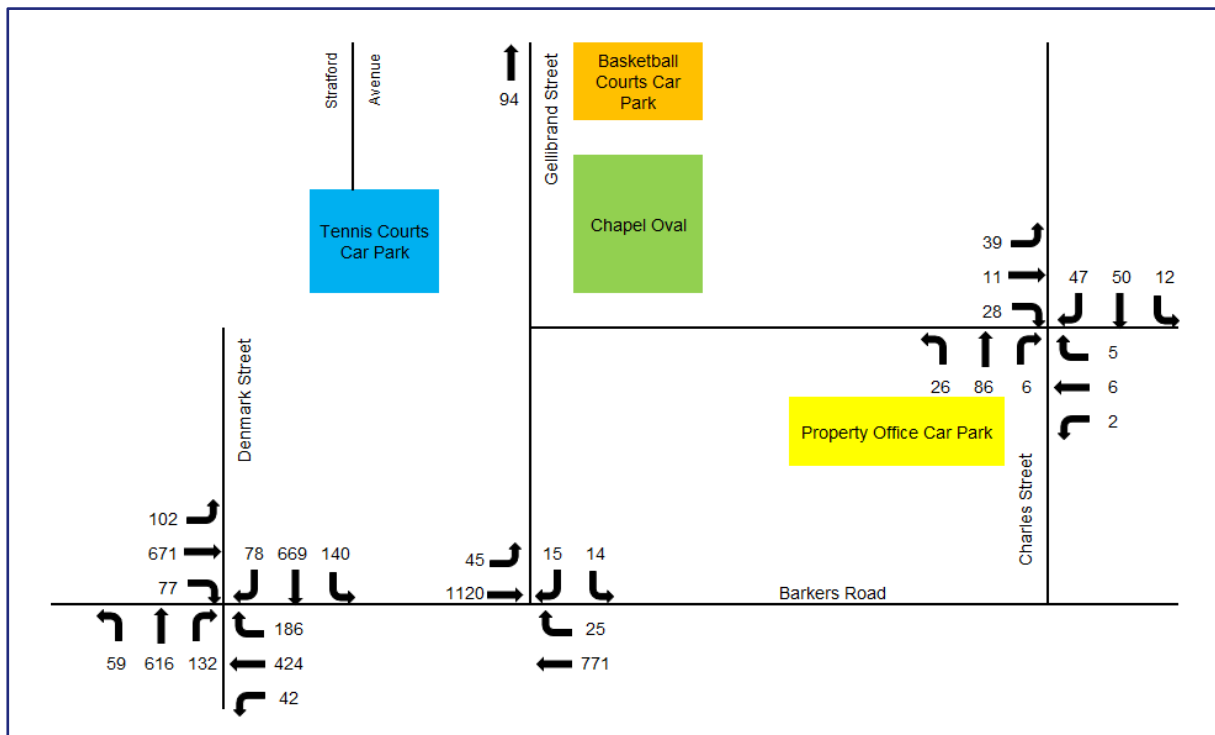 Stratford
Avenue
94
Gellibrand Street
Basketball
Courts Car
Park
Tennis Courts
Car Park
Chapel Oval
39
11
28
47 50 12
26 86 6
5
6
2
Property Office Car Park
Charles Street
Denmark Street
102
671
77
78 669 140
59 616 132
186
424
42
45
1120
15 14
25
771
Barkers Road